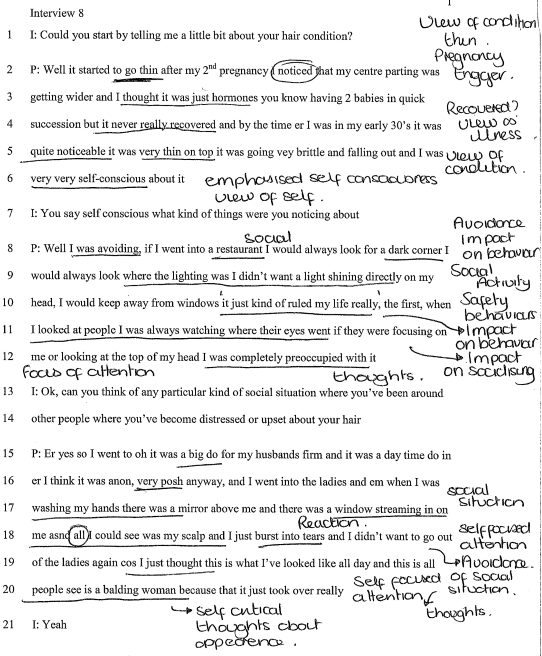 Interview 8
View of condition
1 I: Could you start by telling me a little bit about your hair condition?
thin .
Pregnancy
2 P: Well it started to go thin after my 2nd pregnancy I noticed that my centre parting was
trigger .
3 getting wider and I thought it was just hormones you know having 2 babies in quick
Recovered?
4 succession but it never really recovered and by the time er I was in my early 30's it was
view as
illness .
5 quite noticeable it was very thin on top it was going vey brittle and falling out and I was
view of
condition .
6 very very self-conscious about it
emphasised self consciousness
view of self .
7 I: You say self conscious what kind of things were you noticing about
Avoidance
social
Impact
8 P: Well I was avoiding, if I went into a restaurant I would always look for a dark corner I
on behaviour
9 would always look where the lighting was I didn't want a light shining directly on my
Social
Activity
10 head, I would keep away from windows it just kind of ruled my life really, the first, when
Safety
behaviours
11 I looked at people I was always watching where their eyes went if they were focusing on
Impact
on behaviour
12 me or looking at the top of my head I was completely preoccupied with it
Impact
on socialising
Focus of attention
thoughts .
13 I: Ok, can you think of any particular kind of social situation where you've been around
14 other people where you've become distressed or upset about your hair
15 P: Er yes so I went to oh it was a big do for my husbands firm and it was a day time do in
16 er I think it was anon, very posh anyway, and I went into the ladies and em when I was
social
situction
17 washing my hands there was a mirror above me and there was a window streaming in on
Reaction .
18 me asnd all I could see was my scalp and I just burst into tears and I didn't want to go out
self focused
attention
19 of the ladies again cos I just thought this is what I've looked like all day and this is all
Avoidance
of social
situction .
20 people see is a balding woman because that it just took over really
Self focused
attention
thoughts .
self critical
thoughts about
appearence .
21 I: Yeah